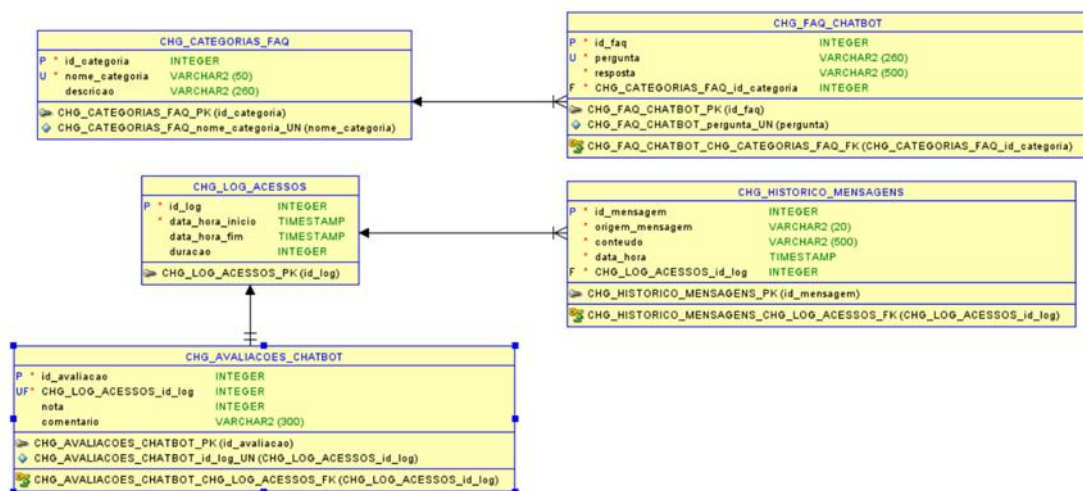 CHG_CATEGORIAS_FAQ
P * id_categoria INTEGER
U * nome_categoria VARCHAR2 (50)
descricao VARCHAR2 (260)
CHG_CATEGORIAS_FAQ_PK (id_categoria)
CHG_CATEGORIAS_FAQ_nome_categoria_UN (nome_categoria)
CHG_FAQ_CHATBOT
P * id_faq INTEGER
U * pergunta VARCHAR2 (260)
* resposta VARCHAR2 (500)
F * CHG_CATEGORIAS_FAQ_id_categoria INTEGER
CHG_FAQ_CHATBOT_PK (id_faq)
CHG_FAQ_CHATBOT_pergunta_UN (pergunta)
CHG_FAQ_CHATBOT_CHG_CATEGORIAS_FAQ_FK (CHG_CATEGORIAS_FAQ_id_categoria)
CHG_LOG_ACESSOS
P * id_log INTEGER
* data_hora_inicio TIMESTAMP
data_hora_fim TIMESTAMP
duracao INTEGER
CHG_LOG_ACESSOS_PK (id_log)
CHG_HISTORICO_MENSAGENS
P * id_mensagem INTEGER
* origem_mensagem VARCHAR2 (20)
* conteudo VARCHAR2 (500)
* data_hora TIMESTAMP
F * CHG_LOG_ACESSOS_id_log INTEGER
CHG_HISTORICO_MENSAGENS_PK (id_mensagem)
CHG_HISTORICO_MENSAGENS_CHG_LOG_ACESSOS_FK (CHG_LOG_ACESSOS_id_log)
CHG_AVALIACOES_CHATBOT
P * id_avaliacao INTEGER
UF* CHG_LOG_ACESSOS_id_log INTEGER
nota INTEGER
comentario VARCHAR2 (300)
CHG_AVALIACOES_CHATBOT_PK (id_avaliacao)
CHG_AVALIACOES_CHATBOT_id_log_UN (CHG_LOG_ACESSOS_id_log)
CHG_AVALIACOES_CHATBOT_CHG_LOG_ACESSOS_FK (CHG_LOG_ACESSOS_id_log)